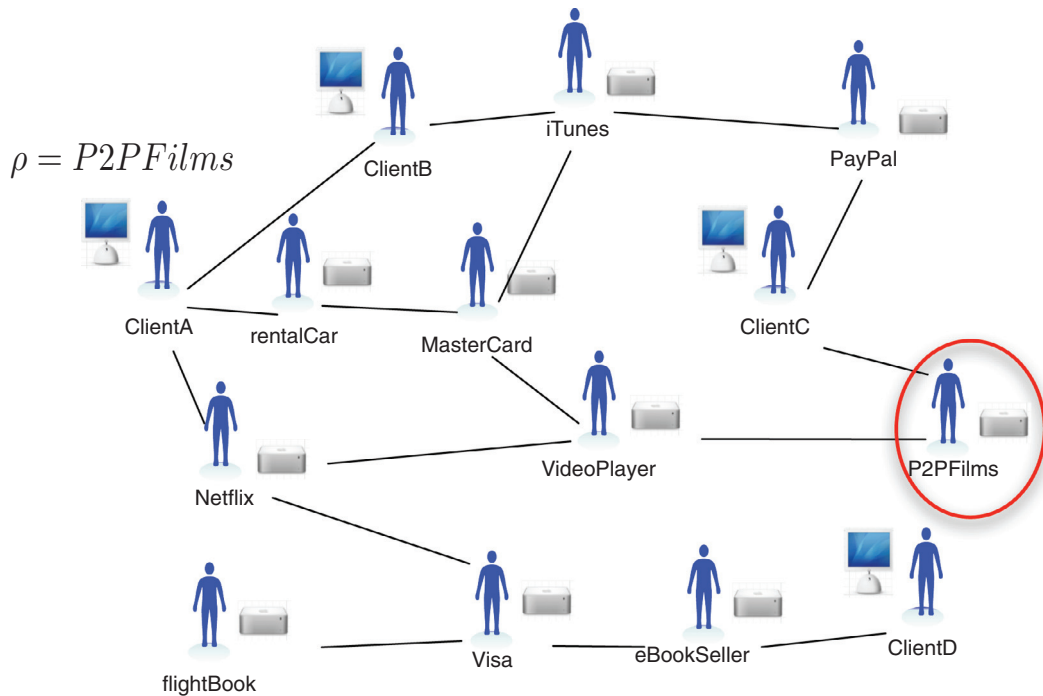 iTunes
ClientB
PayPal
ρ = P2PFilms
ClientA
rentalCar
MasterCard
ClientC
VideoPlayer
P2PFilms
Netflix
flightBook
Visa
eBookSeller
ClientD